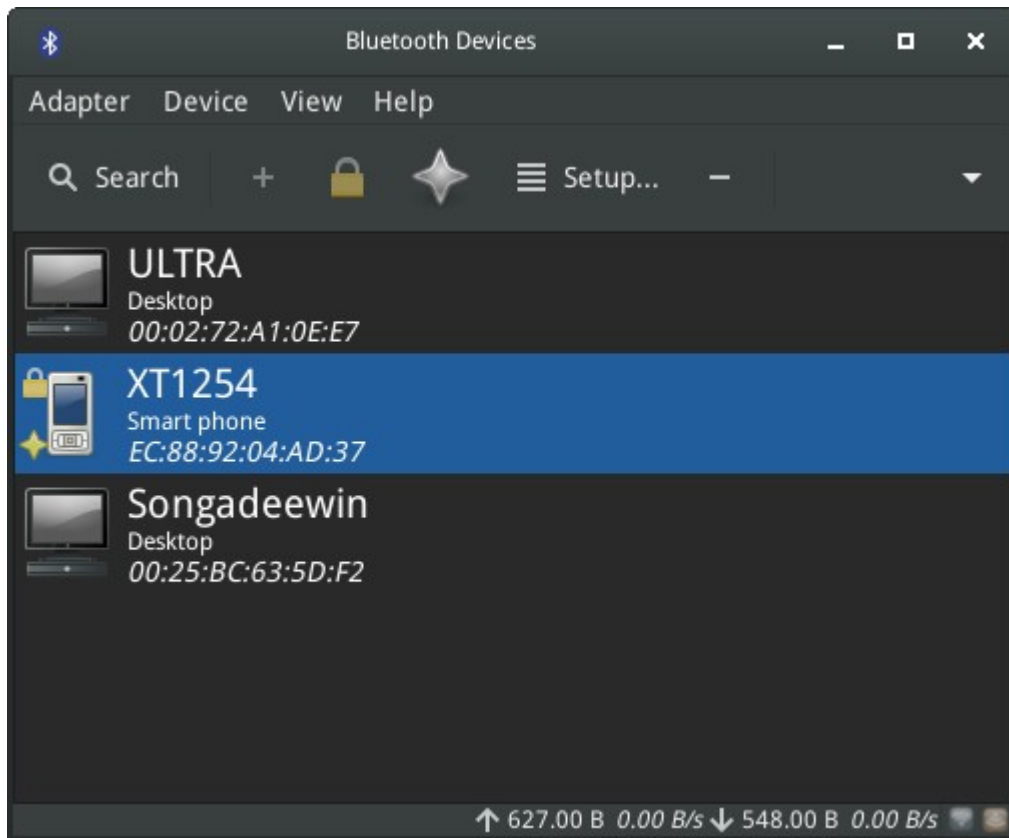 Bluetooth Devices
Adapter Device View Help
Search + Setup... −
ULTRA
Desktop
00:02:72:A1:0E:E7
XT1254
Smart phone
EC:88:92:04:AD:37
Songadeewin
Desktop
00:25:BC:63:5D:F2
627.00 B 0.00 B/s 548.00 B 0.00 B/s